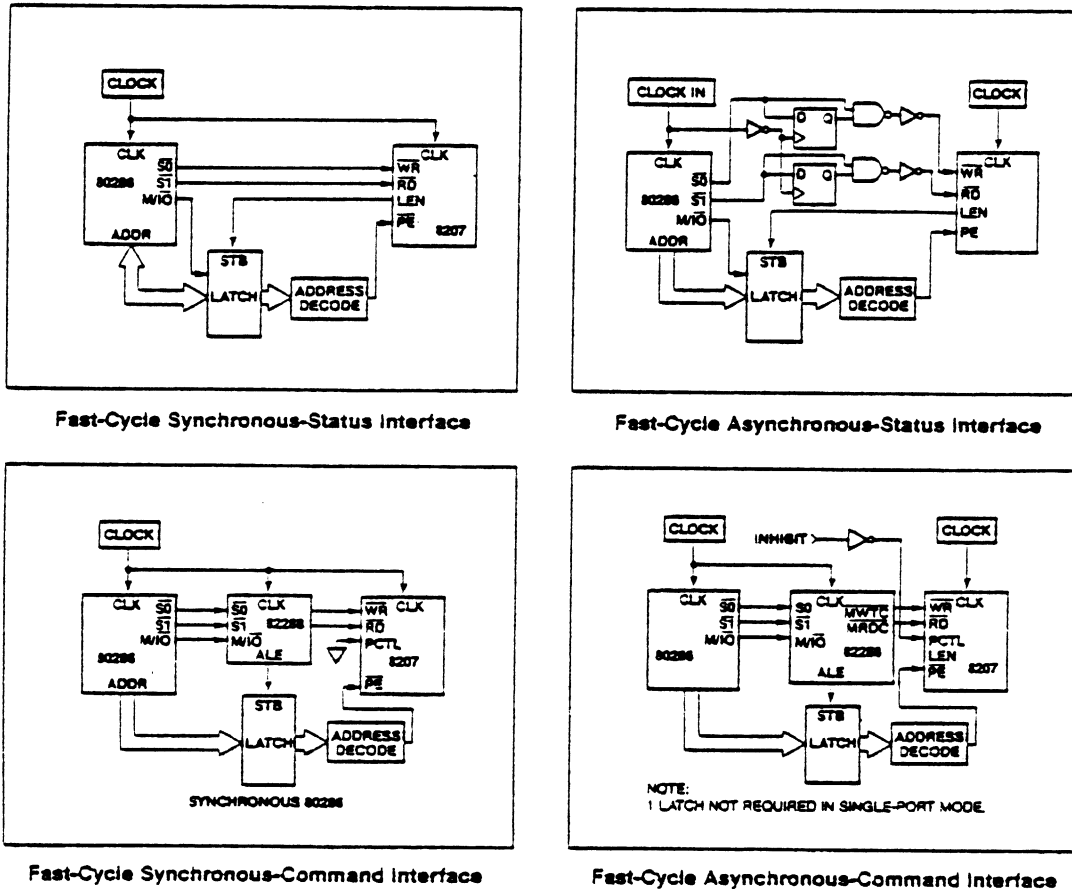 CLOCK
CLK
80286
S0
S1
M/IO
ADDR
CLK
WR
RD
LEN
PE
8207
STB
LATCH
ADDRESS
DECODE
Fast-Cycle Synchronous-Status Interface
CLOCK IN
CLOCK
D Q
D Q
CLK
80286
S0
S1
M/IO
ADDR
CLK
WR
RD
LEN
PE
STB
LATCH
ADDRESS
DECODE
Fast-Cycle Asynchronous-Status Interface
CLOCK
CLK
S0
S1
M/IO
80286
ADDR
S0
CLK
S1
82288
M/IO
ALE
WR CLK
RD
PCTL
8207
PE
STB
LATCH
ADDRESS
DECODE
SYNCHRONOUS 80286
Fast-Cycle Synchronous-Command Interface
CLOCK
INHIBIT
CLOCK
CLK
S0
S1
M/IO
80286
CLK
S0
S1
M/IO
MWTC
MRDC
82288
ALE
WR CLK
RD
PCTL
LEN
PE
8207
STB
LATCH
ADDRESS
DECODE
NOTE:
1 LATCH NOT REQUIRED IN SINGLE-PORT MODE.
Fast-Cycle Asynchronous-Command Interface